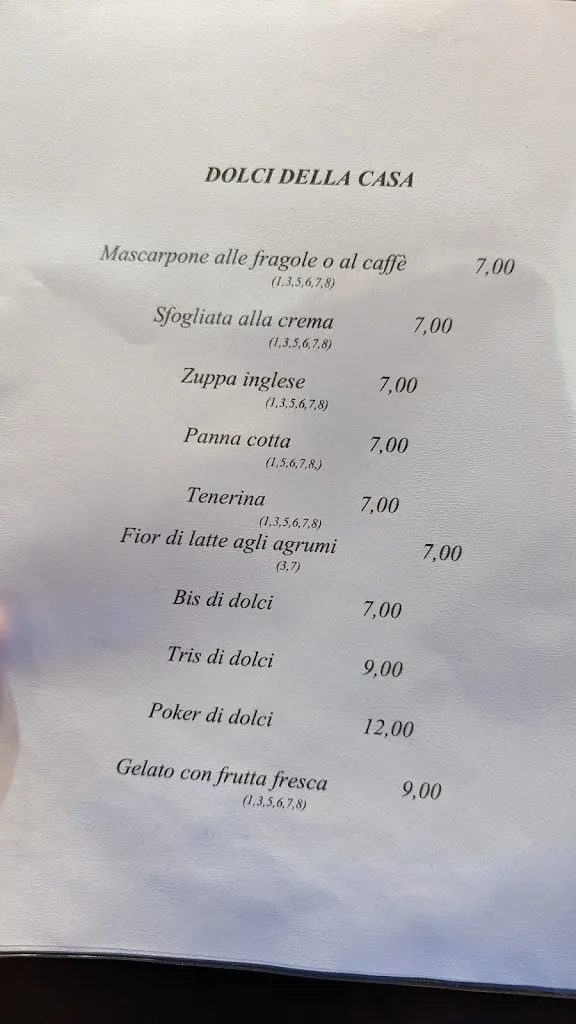 DOLCI DELLA CASA
Mascarpone alle fragole o al caffè 7,00
(1,3,5,6,7,8)
Sfogliata alla crema 7,00
(1,3,5,6,7,8)
Zuppa inglese 7,00
(1,3,5,6,7,8)
Panna cotta 7,00
(1,5,6,7,8,)
Tenerina 7,00
(1,3,5,6,7,8)
Fior di latte agli agrumi 7,00
(3,7)
Bis di dolci 7,00
Tris di dolci 9,00
Poker di dolci 12,00
Gelato con frutta fresca 9,00
(1,3,5,6,7,8)